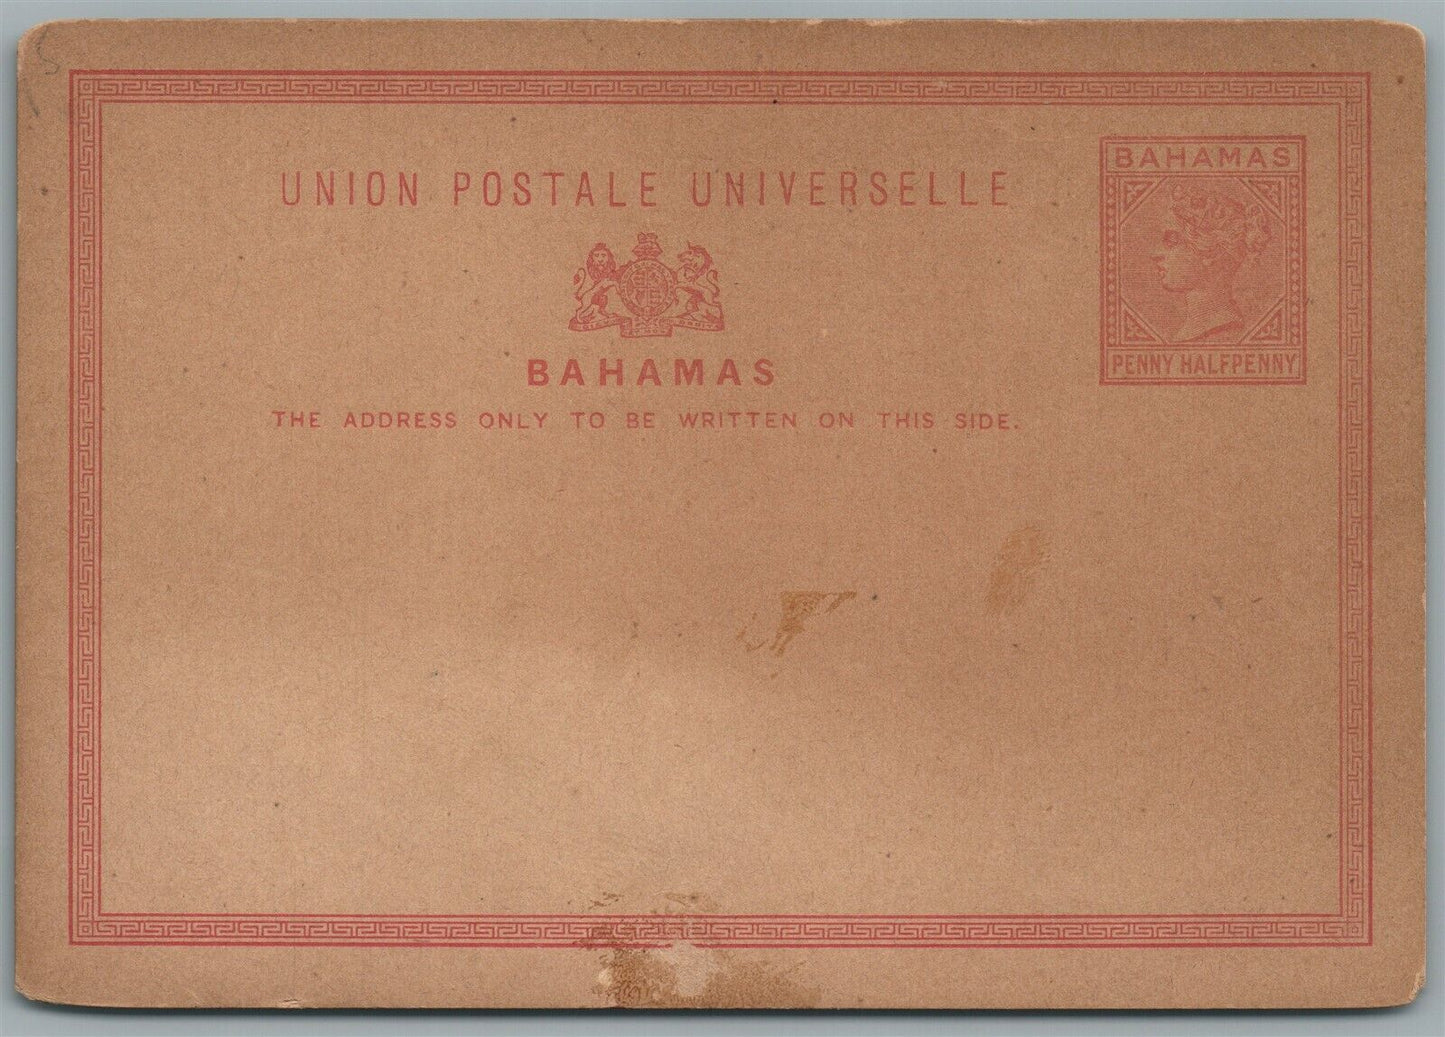 UNION POSTALE UNIVERSELLE
BAHAMAS
THE ADDRESS ONLY TO BE WRITTEN ON THIS SIDE.
BAHAMAS
PENNY HALFPENNY